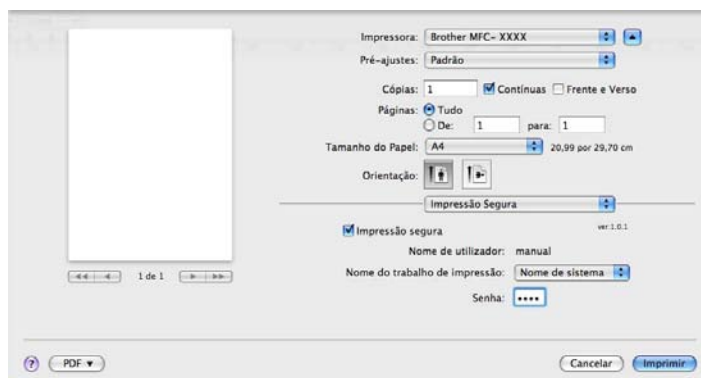 Impressora: Brother MFC- XXXX
Pré-ajustes: Padrão
Cópias: 1 Contínuas Frente e Verso
Páginas: Tudo
De: 1 para: 1
Tamanho do Papel: A4 20,99 por 29,70 cm
Orientação:
Impressão Segura
Impressão segura ver.1.0.1
Nome de utilizador: manual
Nome do trabalho de impressão: Nome de sistema
Senha: ••••
1 de 1
? PDF ▼ Cancelar Imprimir